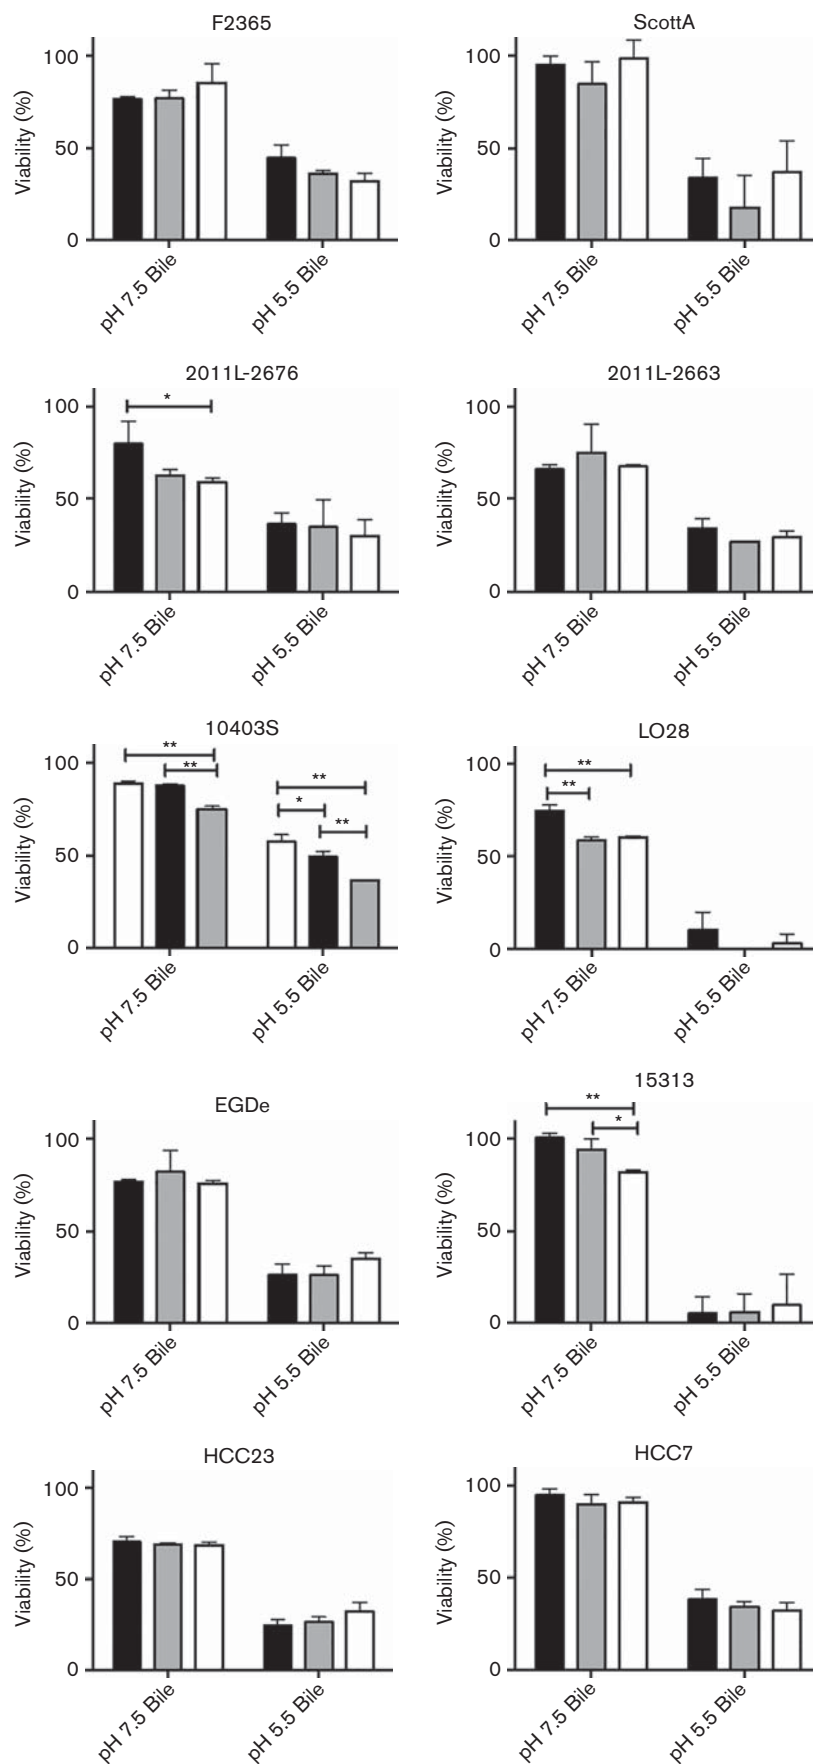 F2365
100
50
0
Viability (%)
pH 7.5 Bile
pH 5.5 Bile
ScottA
100
50
0
Viability (%)
pH 7.5 Bile
pH 5.5 Bile
2011L-2676
*
100
50
0
Viability (%)
pH 7.5 Bile
pH 5.5 Bile
2011L-2663
100
50
0
Viability (%)
pH 7.5 Bile
pH 5.5 Bile
10403S
**
**
**
*
**
100
50
0
Viability (%)
pH 7.5 Bile
pH 5.5 Bile
LO28
**
**
100
50
0
Viability (%)
pH 7.5 Bile
pH 5.5 Bile
EGDe
100
50
0
Viability (%)
pH 7.5 Bile
pH 5.5 Bile
15313
**
*
100
50
0
Viability (%)
pH 7.5 Bile
pH 5.5 Bile
HCC23
100
50
0
Viability (%)
pH 7.5 Bile
pH 5.5 Bile
HCC7
100
50
0
Viability (%)
pH 7.5 Bile
pH 5.5 Bile